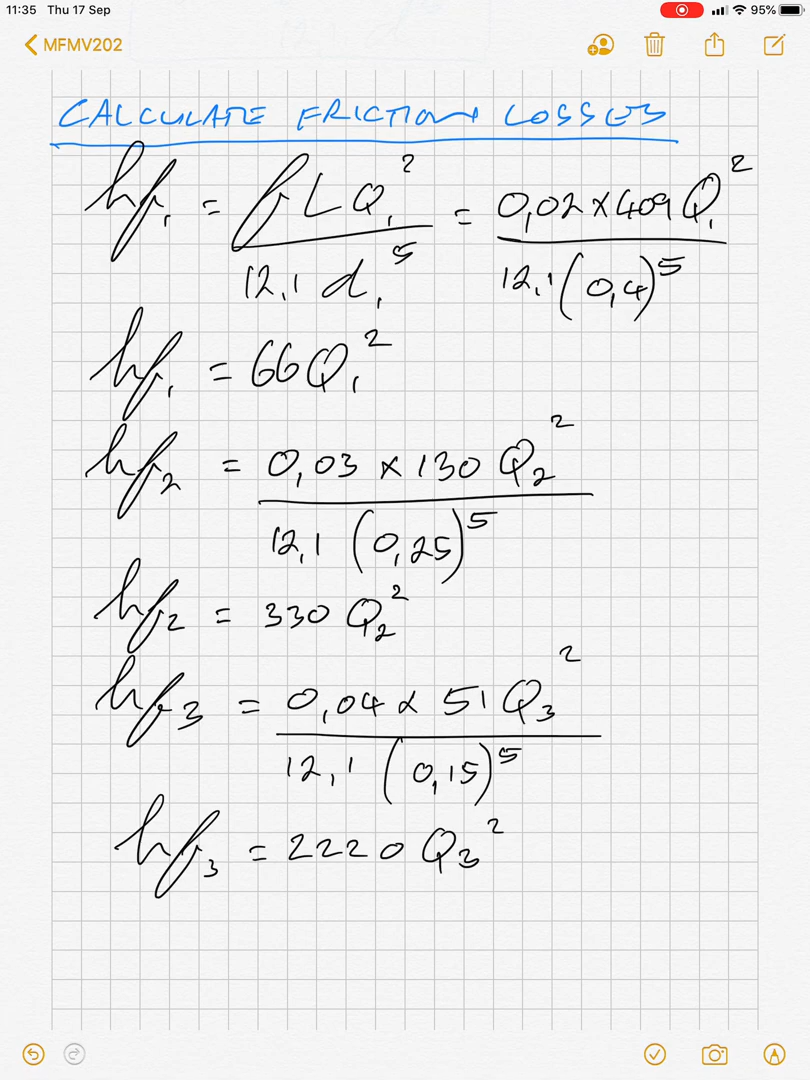 11:35 Thu 17 Sep 95%
MFMV202
CALCULATE FRICTION LOSSES
hf₁ = fLQ₁² / 12,1 d₁⁵ = 0,02 × 409 Q₁² / 12,1 (0,4)⁵
hf₁ = 66Q₁²
hf₂ = 0,03 × 130 Q₂² / 12,1 (0,25)⁵
hf₂ = 330 Q₂²
hf₃ = 0,04 × 51 Q₃² / 12,1 (0,15)⁵
hf₃ = 2220 Q₃²